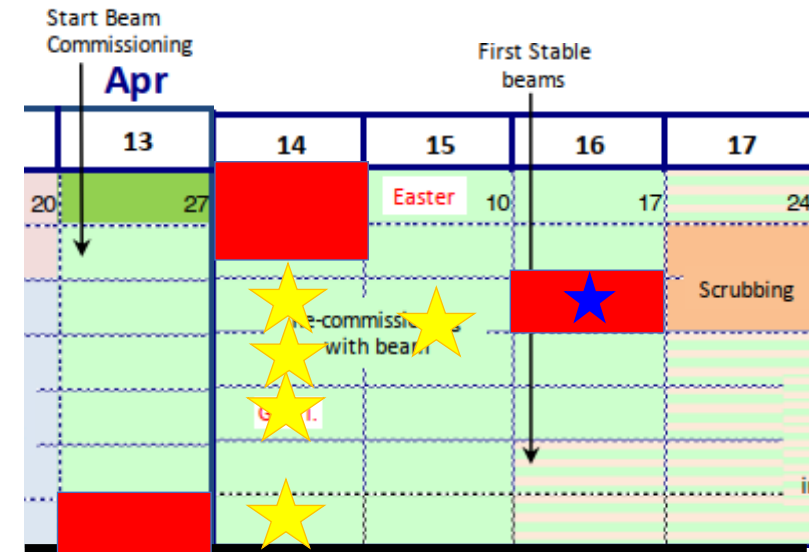 Start Beam
Commissioning
Apr
First Stable
beams
13 14 15 16 17
20 27 Easter 10 17 24
Scrubbing
with beam